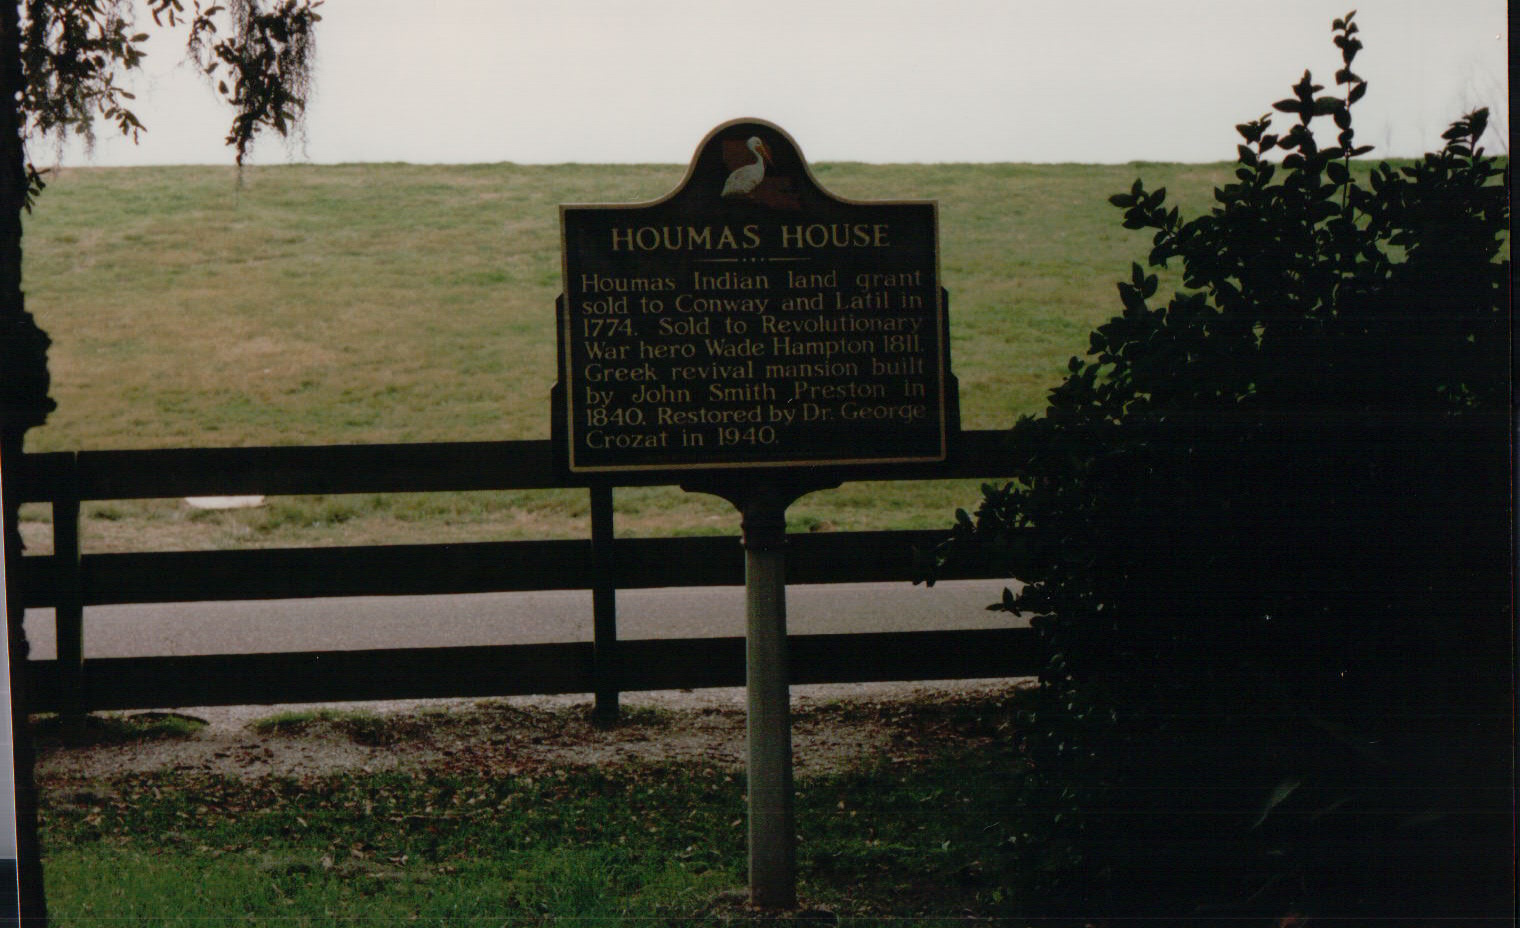 HOUMAS HOUSE
Houmas Indian land grant
sold to Conway and Latil in
1774. Sold to Revolutionary
War hero Wade Hampton 1811.
Greek revival mansion built
by John Smith Preston in
1840. Restored by Dr. George
Crozat in 1940.